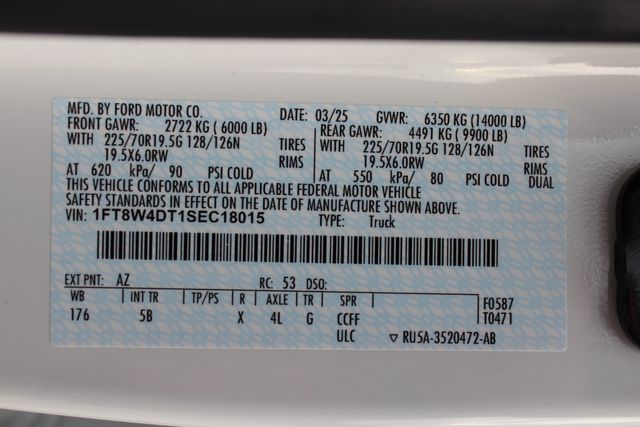 MFD. BY FORD MOTOR CO. DATE: 03/25 GVWR: 6350 KG (14000 LB)
FRONT GAWR: 2722 KG ( 6000 LB) REAR GAWR: 4491 KG ( 9900 LB)
WITH 225/70R19.5G 128/126N TIRES WITH 225/70R19.5G 128/126N TIRES
19.5X6.0RW RIMS 19.5X6.0RW RIMS
AT 620 kPa/ 90 PSI COLD AT 550 kPa/ 80 PSI COLD DUAL
THIS VEHICLE CONFORMS TO ALL APPLICABLE FEDERAL MOTOR VEHICLE
SAFETY STANDARDS IN EFFECT ON THE DATE OF MANUFACTURE SHOWN ABOVE.
VIN: 1FT8W4DT1SEC18015 TYPE: Truck
EXT PNT: AZ RC: 53 DSO:
WB INT TR TP/PS R AXLE TR SPR F0587
176 5B X 4L G CCFF T0471
ULC RU5A-3520472-AB